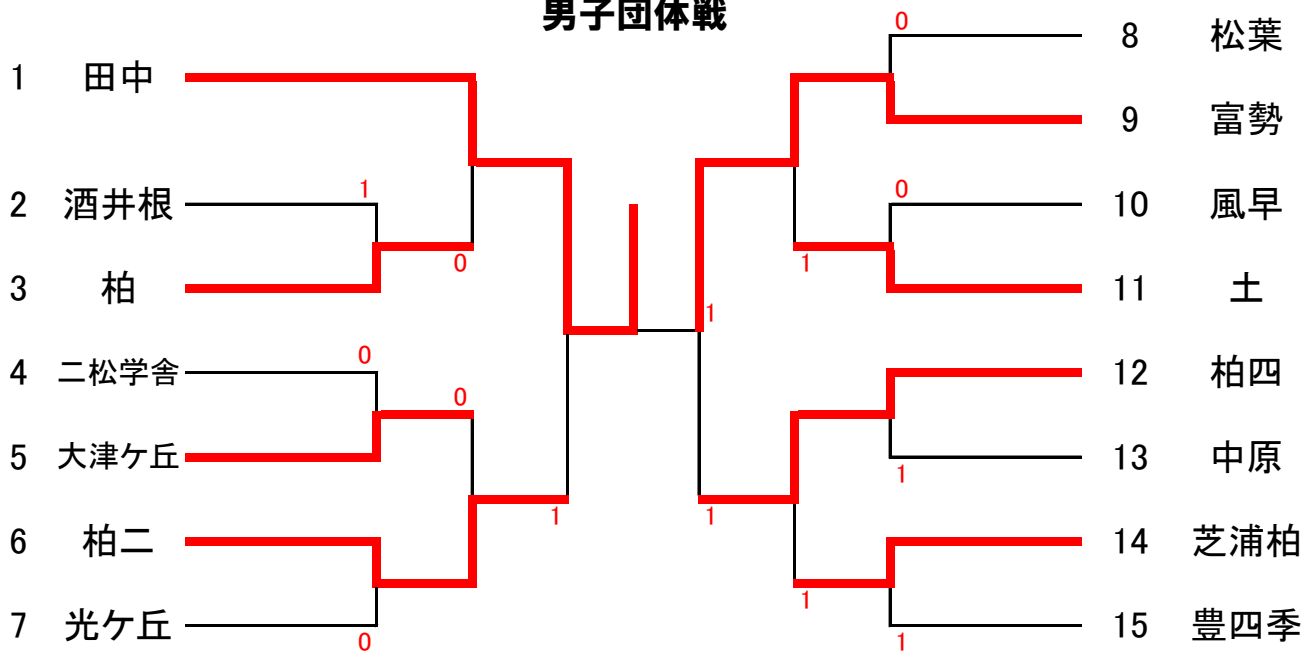 男子団体戦
1 田中
2 酒井根
3 柏
4 二松学舎
5 大津ケ丘
6 柏二
7 光ケ丘
1
0
0
0
1
0
8 松葉
9 富勢
10 風早
11 土
12 柏四
13 中原
14 芝浦柏
15 豊四季
0
0
1
1
1
1
1
1